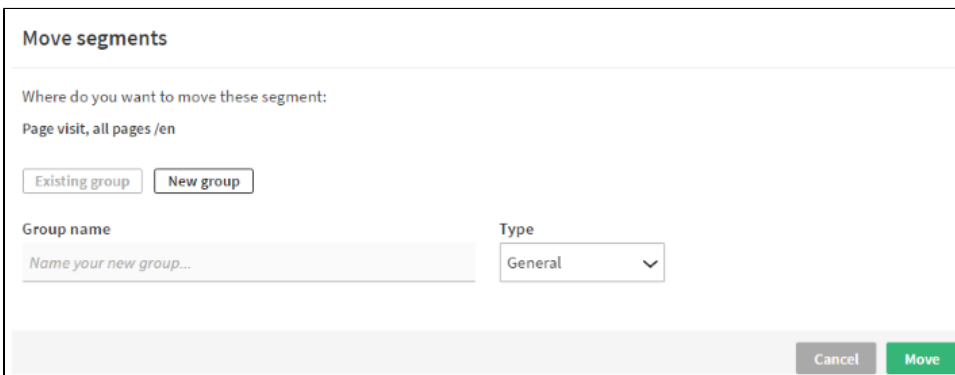 Move segments
Where do you want to move these segment:
Page visit, all pages /en
Existing group New group
Group name Type
Name your new group... General
Cancel Move